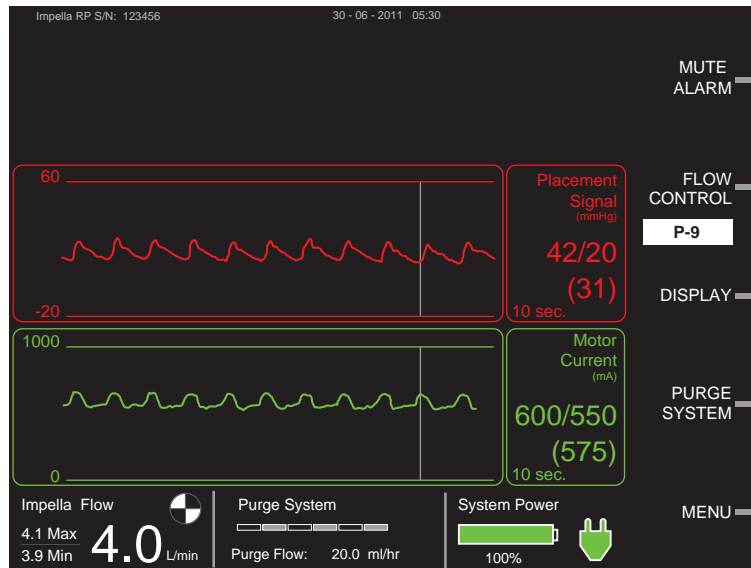 Impella RP S/N: 123456
30 - 06 - 2011 05:30
MUTE
ALARM
60
-20
Placement
Signal
(mmHg)
42/20
(31)
10 sec.
FLOW
CONTROL
P-9
DISPLAY
1000
0
Motor
Current
(mA)
600/550
(575)
10 sec.
PURGE
SYSTEM
Impella Flow
4.1 Max
3.9 Min
4.0 L/min
Purge System
Purge Flow: 20.0 ml/hr
System Power
100%
MENU